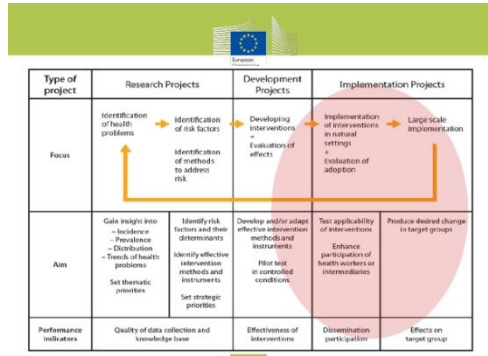 European
Type of
project
Research Projects
Development
Projects
Implementation Projects
Focus
Identification
of health
problems
Identification
of risk factors
Identification
of methods
to address
risk
Developing
interventions
+
Evaluation of
effects
Implementation
of interventions
in natural
settings
+
Evaluation of
adoption
Large scale
implementation
Aim
Gain insight into
– Incidence
– Prevalence
– Distribution
– Trends of health
problems
Set thematic
priorities
Identify risk
factors and their
determinants
Identify effective
intervention
methods and
instruments
Set strategic
priorities
Develop and/or adapt
effective intervention
methods and
instruments
Pilot test
in controlled
conditions
Test applicability
of interventions
Enhance
participation of
health workers or
intermediaries
Produce desired change
in target groups
Performance
indicators
Quality of data collection and
knowledge base
Effectiveness of
interventions
Dissemination
participation
Effects on
target group